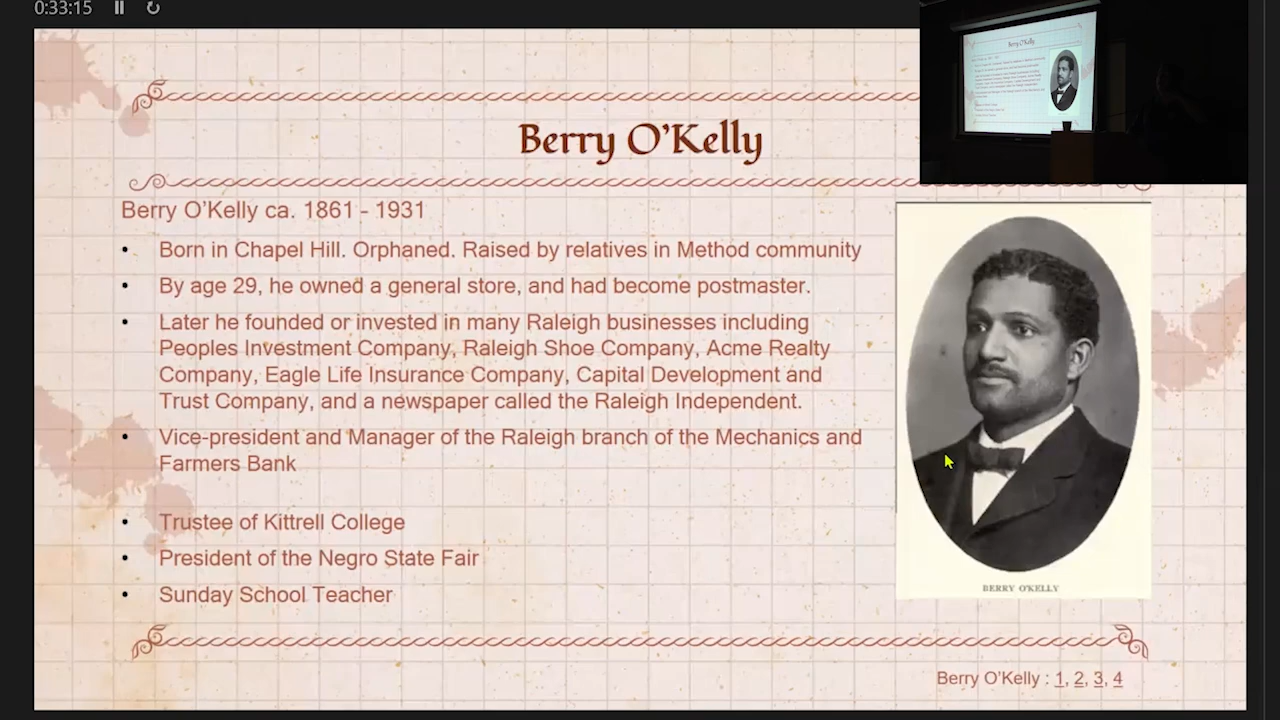 0:33:15
Berry O'Kelly
Berry O'Kelly
Berry O'Kelly ca. 1861 - 1931
• Born in Chapel Hill. Orphaned. Raised by relatives in Method community
• By age 29, he owned a general store, and had become postmaster.
• Later he founded or invested in many Raleigh businesses including
Peoples Investment Company, Raleigh Shoe Company, Acme Realty
Company, Eagle Life Insurance Company, Capital Development and
Trust Company, and a newspaper called the Raleigh Independent.
• Vice-president and Manager of the Raleigh branch of the Mechanics and
Farmers Bank
• Trustee of Kittrell College
• President of the Negro State Fair
• Sunday School Teacher
BERRY O'KELLY
Berry O'Kelly : 1, 2, 3, 4